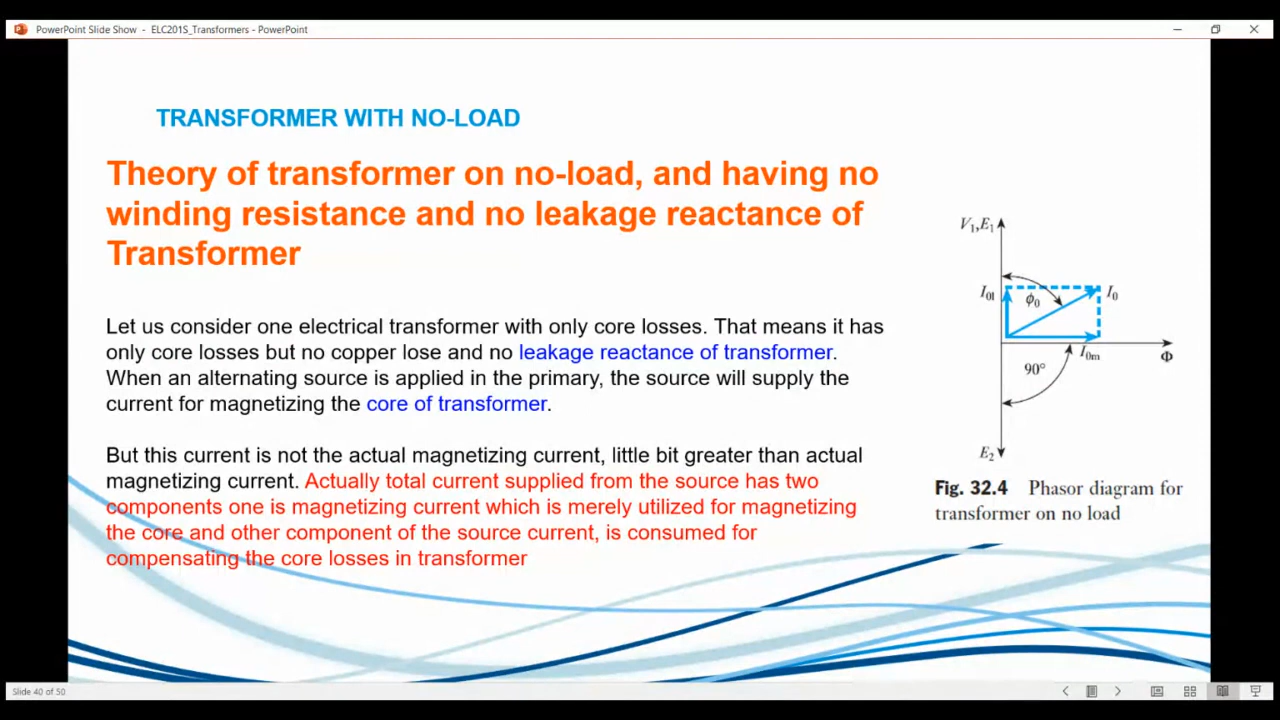 PowerPoint Slide Show - ELC201S_Transformers - PowerPoint
TRANSFORMER WITH NO-LOAD
Theory of transformer on no-load, and having no
winding resistance and no leakage reactance of
Transformer
Let us consider one electrical transformer with only core losses. That means it has
only core losses but no copper lose and no leakage reactance of transformer.
When an alternating source is applied in the primary, the source will supply the
current for magnetizing the core of transformer.
But this current is not the actual magnetizing current, little bit greater than actual
magnetizing current. Actually total current supplied from the source has two
components one is magnetizing current which is merely utilized for magnetizing
the core and other component of the source current, is consumed for
compensating the core losses in transformer
V1,E1
I0l
ϕ0
I0
I0m
Φ
90°
E2
Fig. 32.4 Phasor diagram for
transformer on no load
Slide 40 of 50